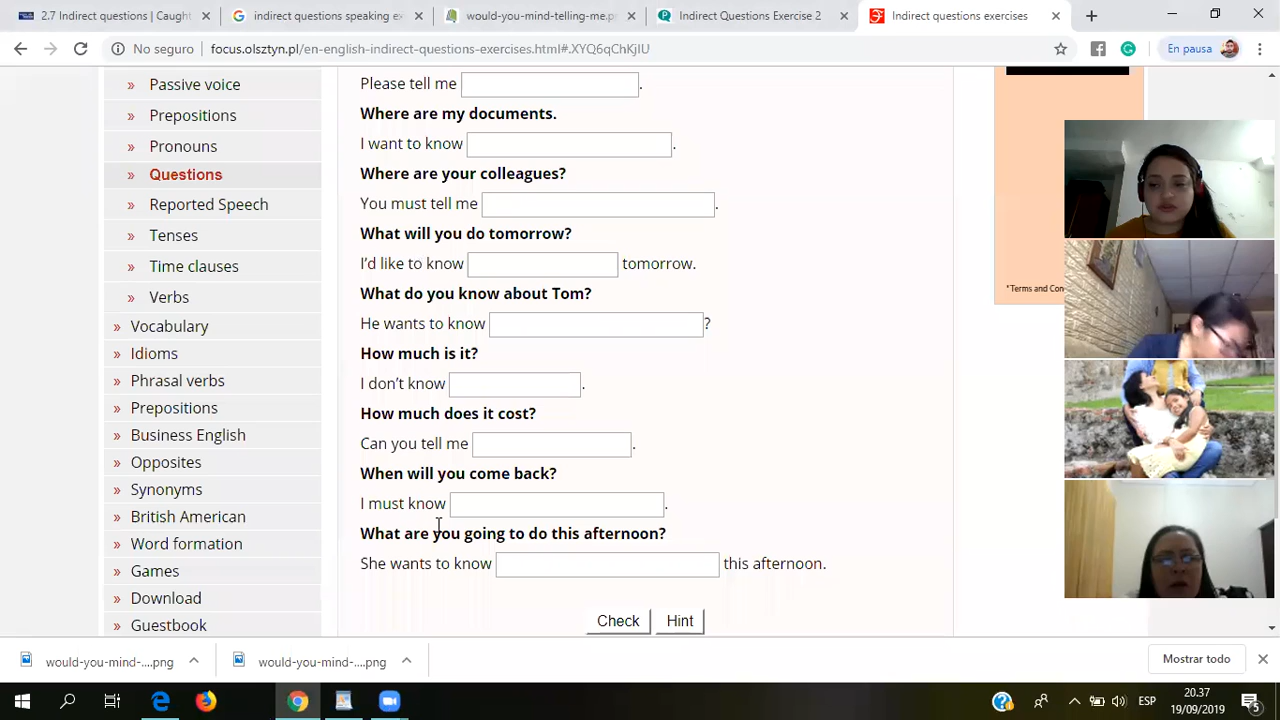 2.7 Indirect questions | Caught
indirect questions speaking
would-you-mind-telling-me.p
Indirect Questions Exercise 2
Indirect questions exercises
No seguro
focus.olsztyn.pl/en-english-indirect-questions-exercises.html#.XYQ6qChKjIU
En pausa
» Passive voice
» Prepositions
» Pronouns
» Questions
» Reported Speech
» Tenses
» Time clauses
» Verbs
» Vocabulary
» Idioms
» Phrasal verbs
» Prepositions
» Business English
» Opposites
» Synonyms
» British American
» Word formation
» Games
» Download
» Guestbook
Please tell me .
Where are my documents.
I want to know .
Where are your colleagues?
You must tell me .
What will you do tomorrow?
I'd like to know tomorrow.
What do you know about Tom?
He wants to know ?
How much is it?
I don't know .
How much does it cost?
Can you tell me .
When will you come back?
I must know .
What are you going to do this afternoon?
She wants to know this afternoon.
Check Hint
*Terms and Con
would-you-mind-....png
would-you-mind-....png
Mostrar todo
ESP
20.37
19/09/2019
5